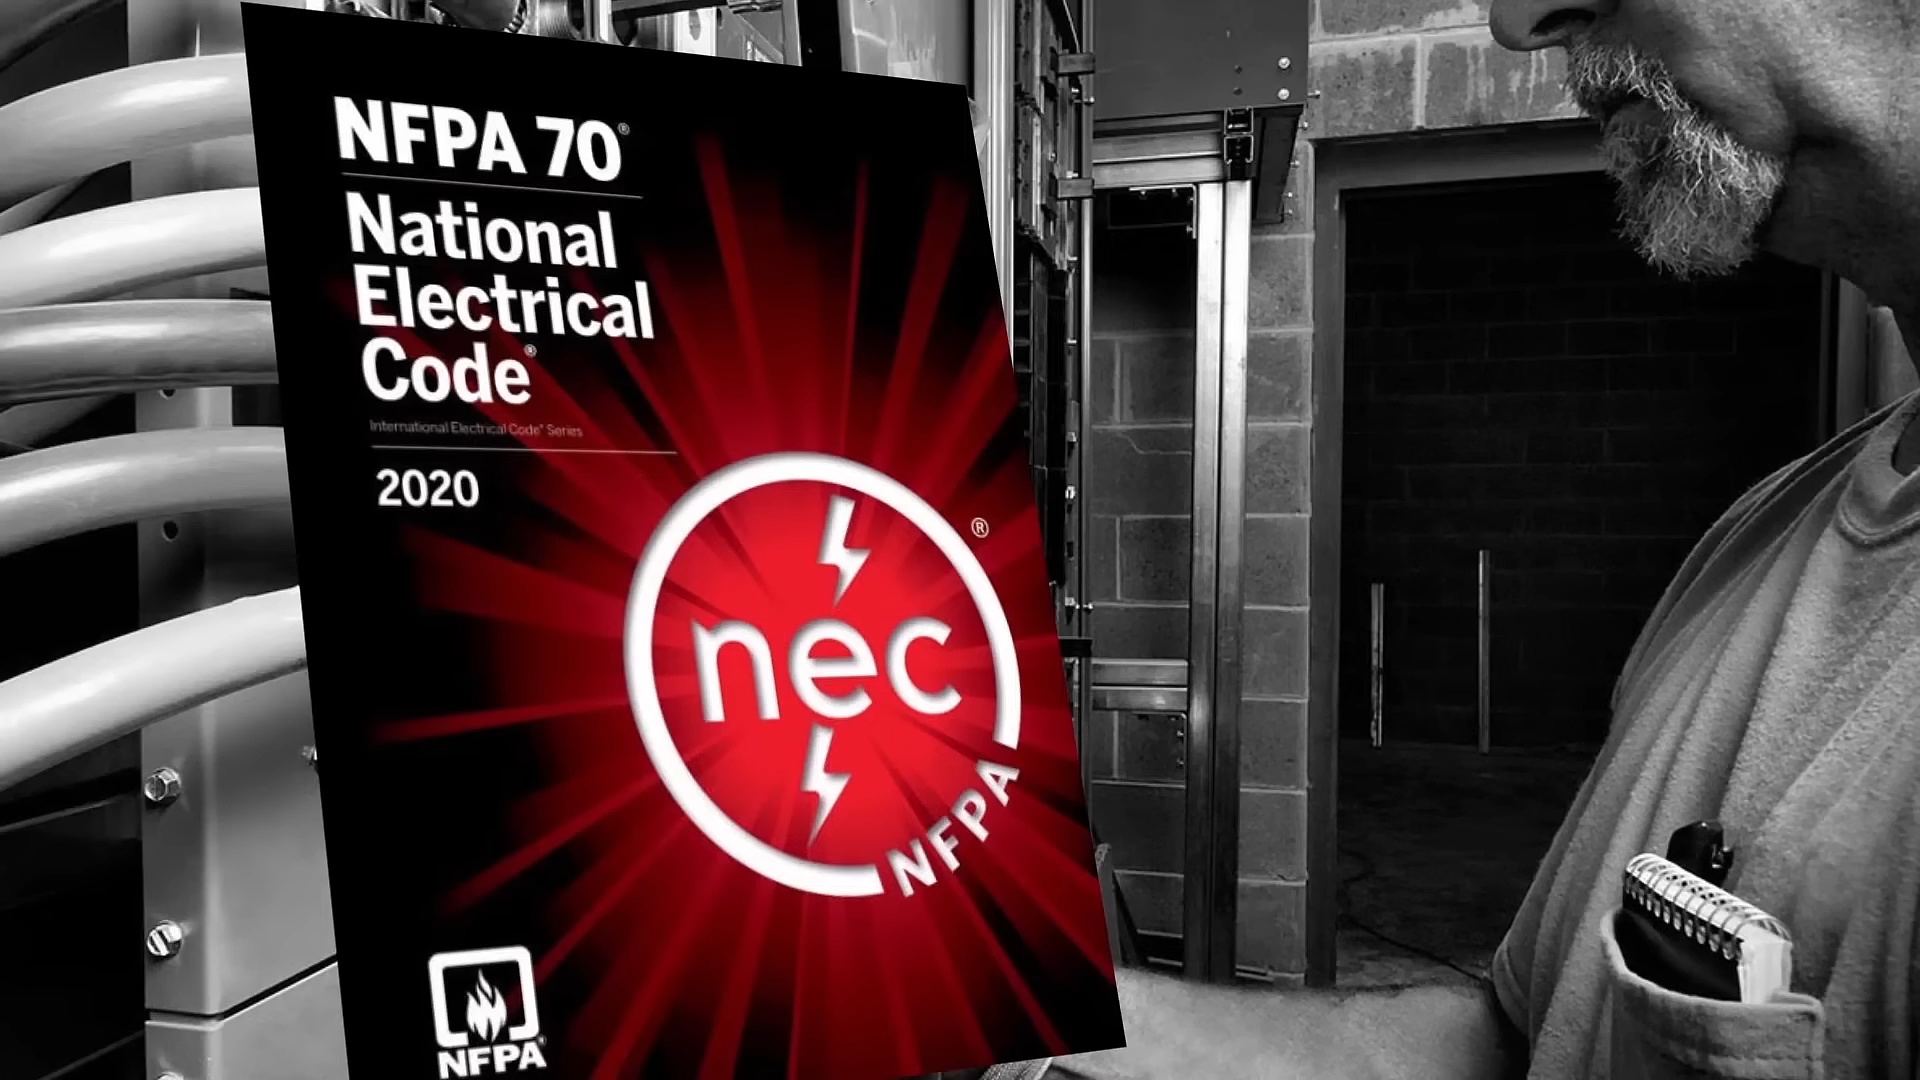 NFPA 70®
National
Electrical
Code®
International Electrical Code® Series
2020
nec
®
NFPA
NFPA®